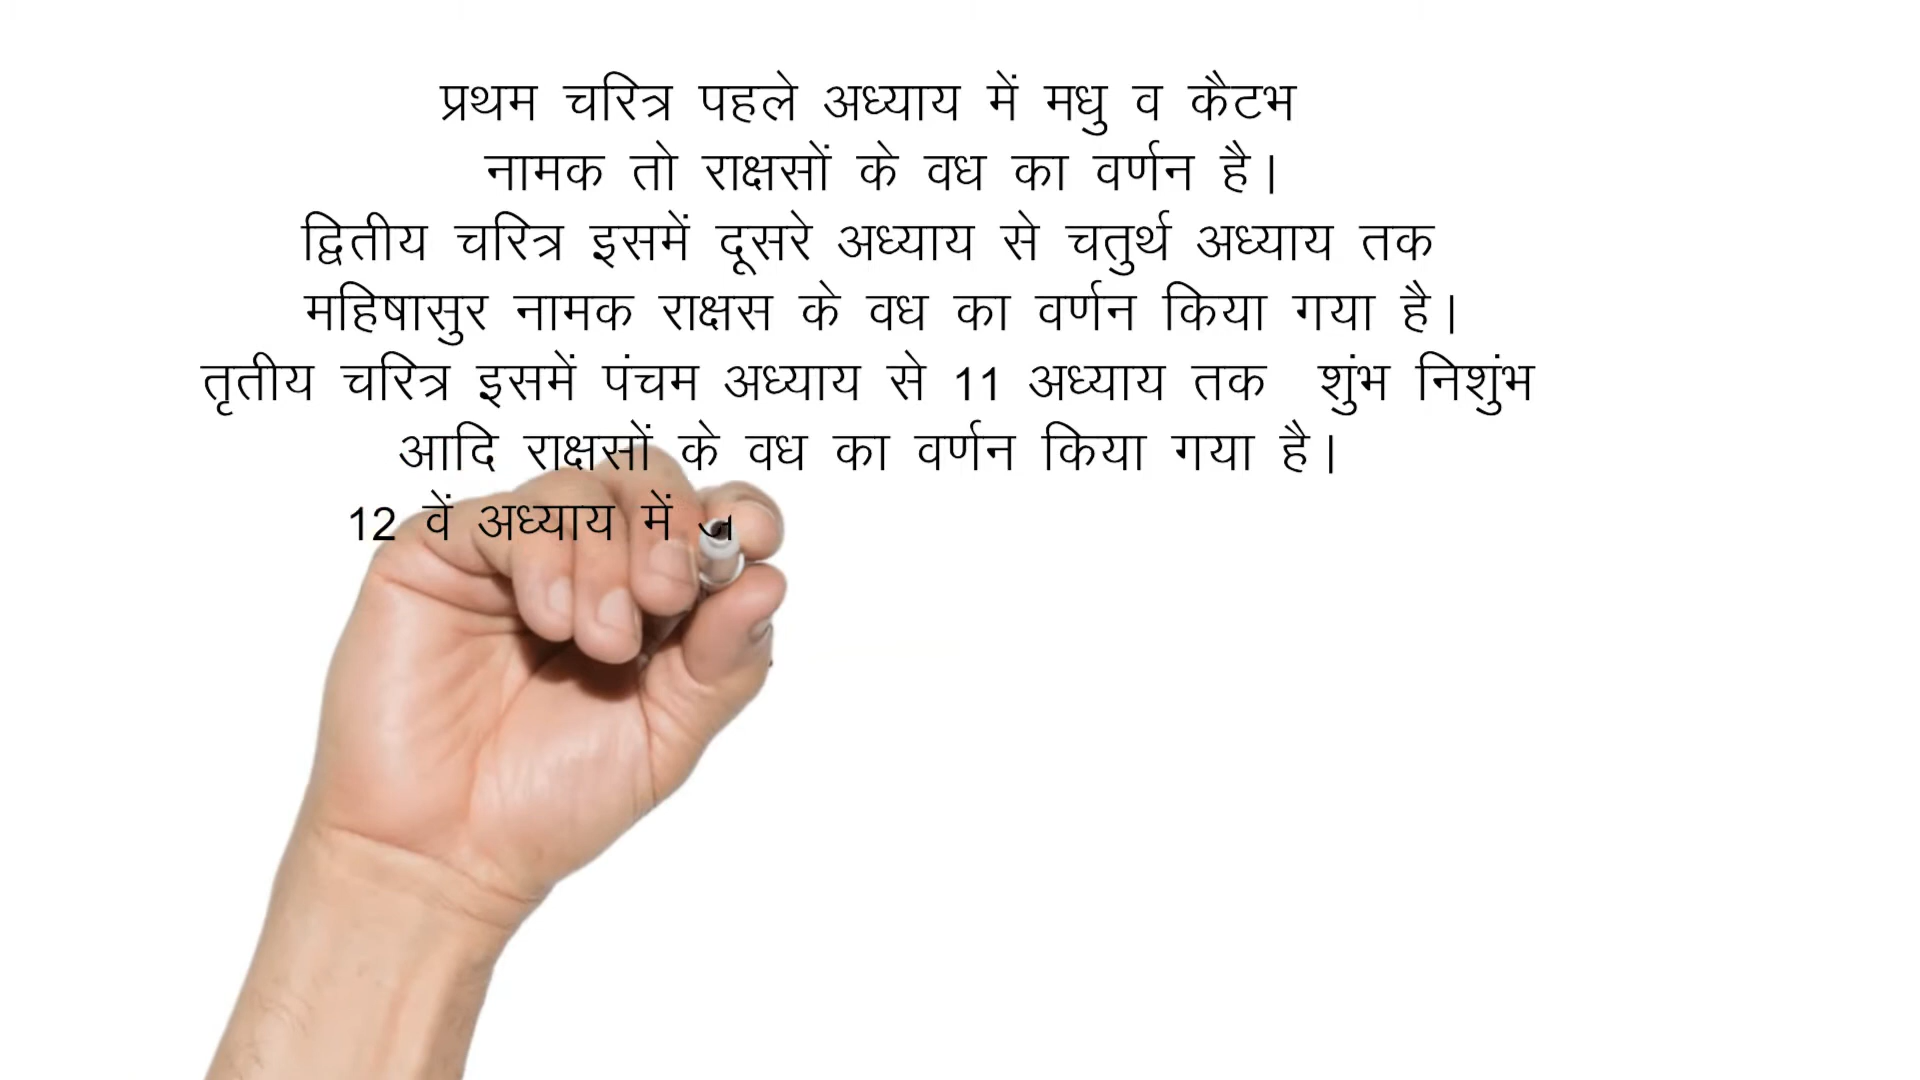 प्रथम चरित्र पहले अध्याय में मधु व कैटभ
नामक तो राक्षसों के वध का वर्णन है।
द्वितीय चरित्र इसमें दूसरे अध्याय से चतुर्थ अध्याय तक
महिषासुर नामक राक्षस के वध का वर्णन किया गया है।
तृतीय चरित्र इसमें पंचम अध्याय से 11 अध्याय तक शुंभ निशुंभ
आदि राक्षसों के वध का वर्णन किया गया है।
12 वें अध्याय में